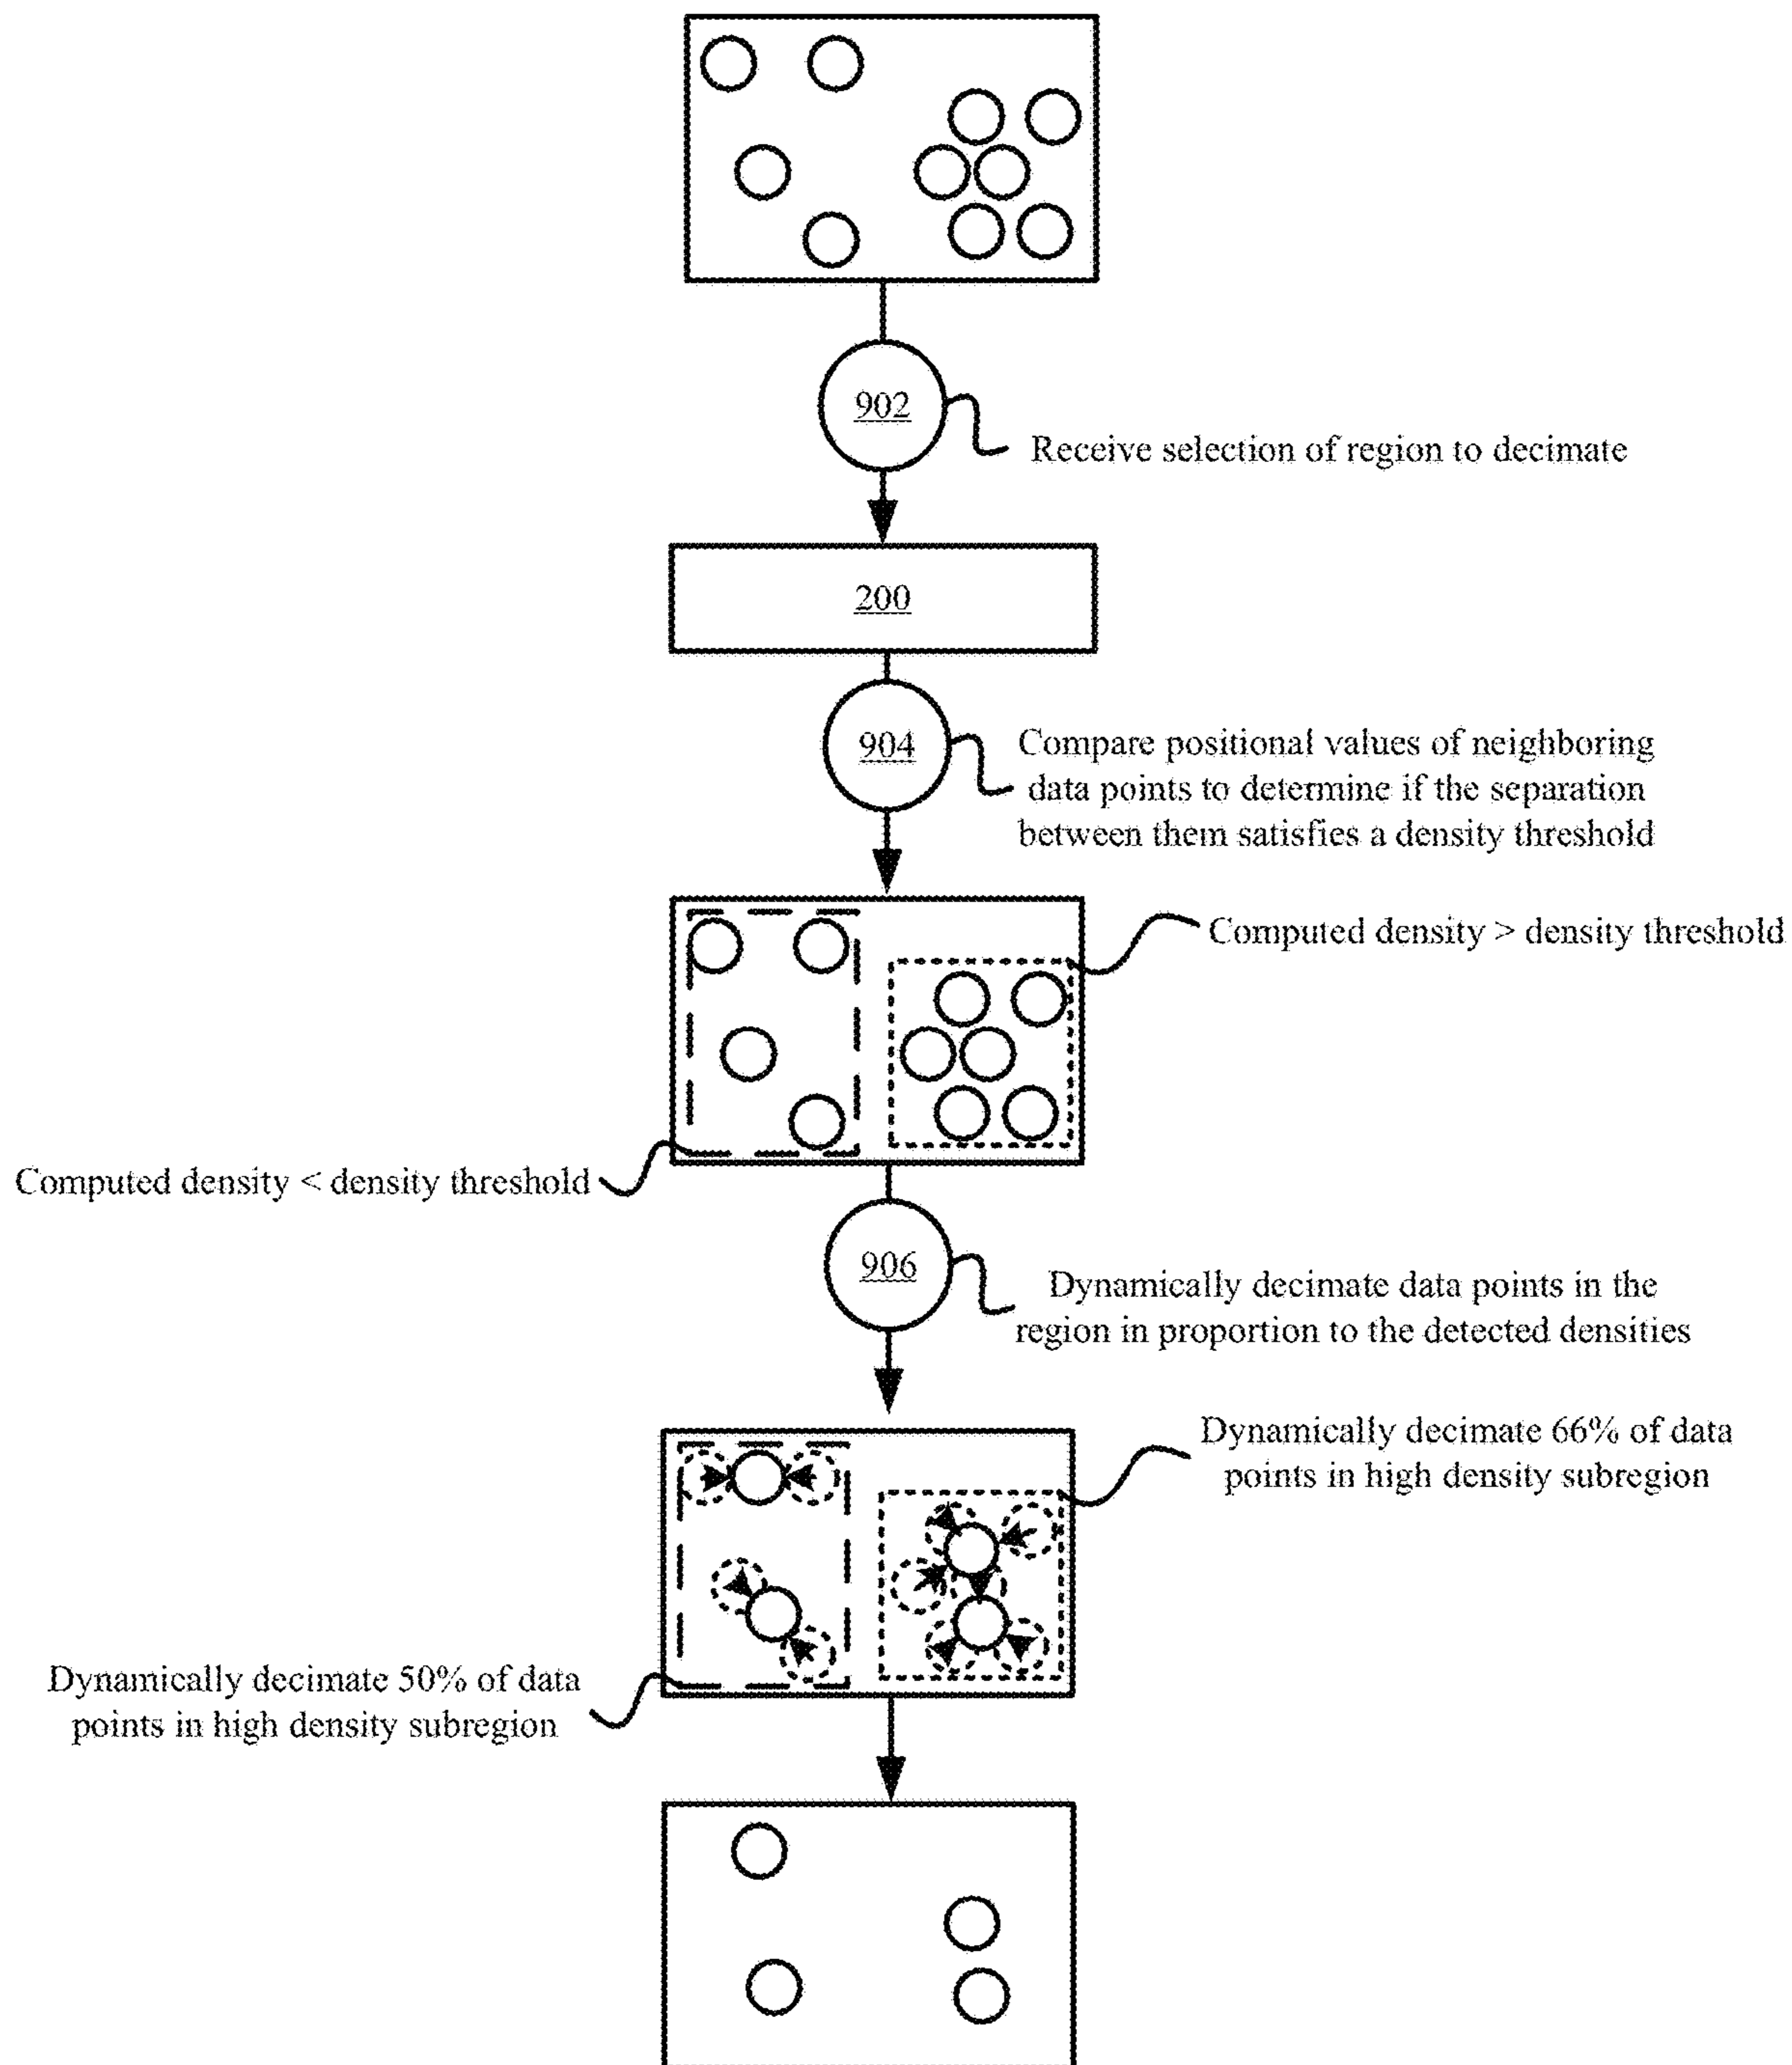 902
Receive selection of region to decimate
200
904
Compare positional values of neighboring
data points to determine if the separation
between them satisfies a density threshold
Computed density > density threshold
Computed density < density threshold
906
Dynamically decimate data points in the
region in proportion to the detected densities
Dynamically decimate 66% of data
points in high density subregion
Dynamically decimate 50% of data
points in high density subregion